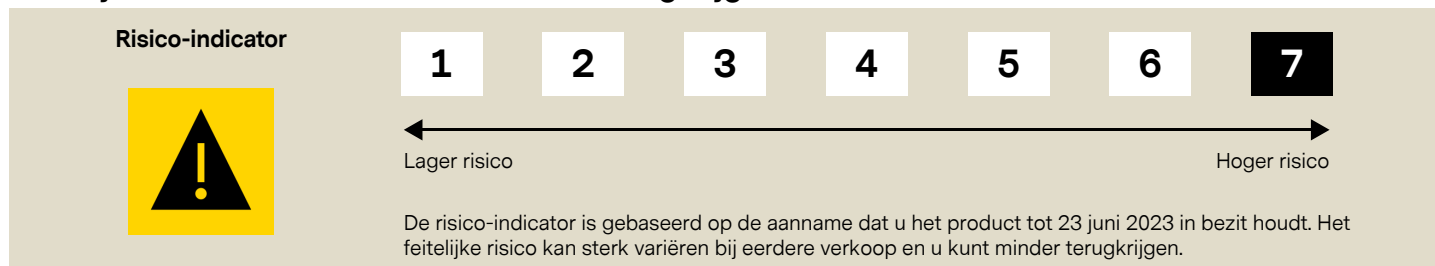 Risico-indicator
1 2 3 4 5 6 7
Lager risico Hoger risico
De risico-indicator is gebaseerd op de aanname dat u het product tot 23 juni 2023 in bezit houdt. Het
feitelijke risico kan sterk variëren bij eerdere verkoop en u kunt minder terugkrijgen.